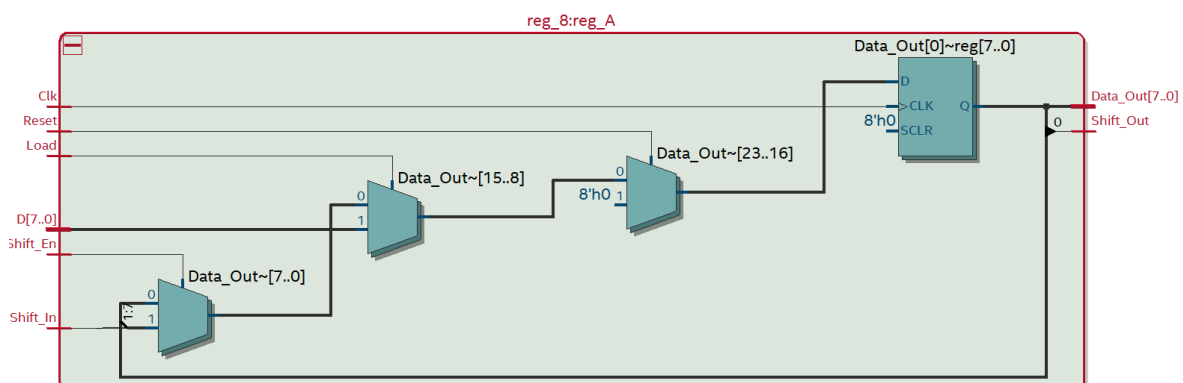 reg_8:reg_A
Data_Out[0]~reg[7..0]
D
Clk
>CLK
Q
Data_Out[7..0]
Reset
8'h0
SCLR
0
Shift_Out
Load
Data_Out~[23..16]
0
8'h0
1
Data_Out~[15..8]
0
D[7..0]
1
Shift_En
Data_Out~[7..0]
0
1:7
Shift_In
1